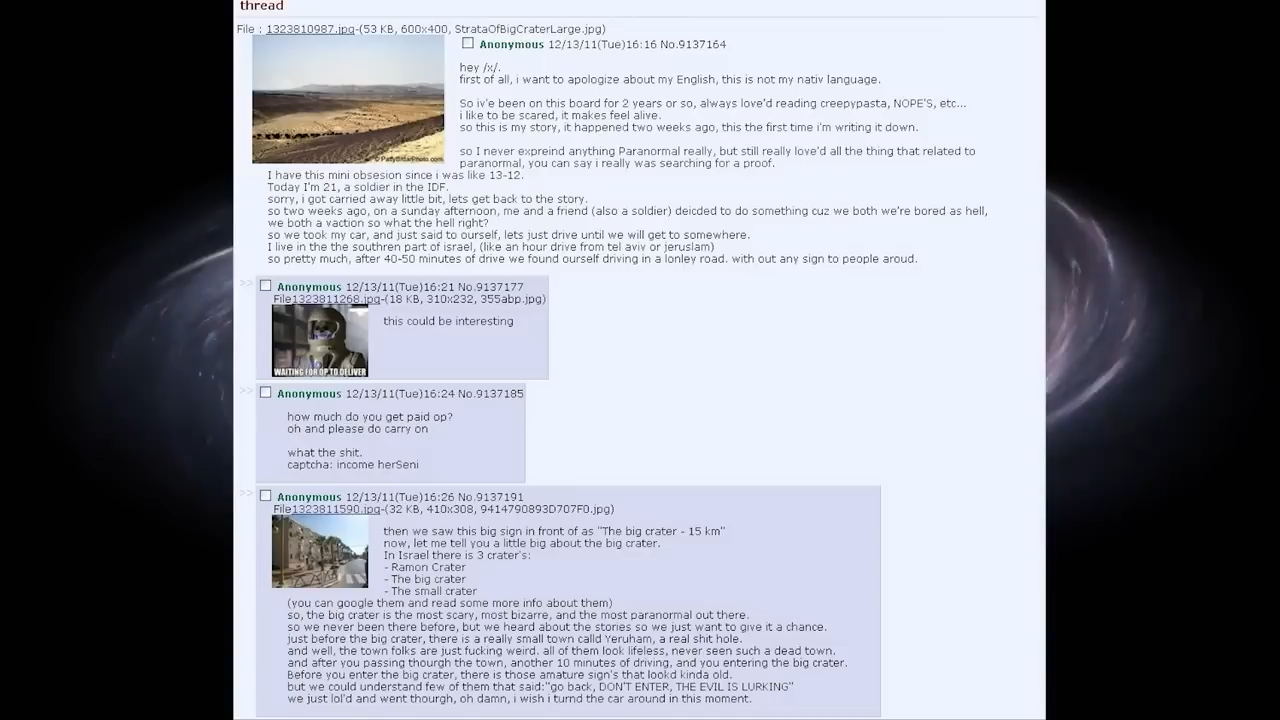 thread
File : 1323810987.jpg-(53 KB, 600x400, StrataOfBigCraterLarge.jpg)
Anonymous 12/13/11(Tue)16:16 No.9137164
hey /x/.
first of all, i want to apologize about my English, this is not my nativ language.
So iv'e been on this board for 2 years or so, always love'd reading creepypasta, NOPE'S, etc...
i like to be scared, it makes feel alive.
so this is my story, it happened two weeks ago, this the first time i'm writing it down.
so I never expreind anything Paranormal really, but still really love'd all the thing that related to
paranormal, you can say i really was searching for a proof.
I have this mini obsesion since i was like 13-12.
Today I'm 21, a soldier in the IDF.
sorry, i got carried away little bit, lets get back to the story.
so two weeks ago, on a sunday afternoon, me and a friend (also a soldier) deicded to do something cuz we both we're bored as hell,
we both a vaction so what the hell right?
so we took my car, and just said to ourself, lets just drive until we will get to somewhere.
I live in the the southren part of israel, (like an hour drive from tel aviv or jeruslam)
so pretty much, after 40-50 minutes of drive we found ourself driving in a lonley road. with out any sign to people aroud.
>> Anonymous 12/13/11(Tue)16:21 No.9137177
File1323811268.jpg-(18 KB, 310x232, 355abp.jpg)
this could be interesting
WAITING FOR OP TO DELIVER
>> Anonymous 12/13/11(Tue)16:24 No.9137185
how much do you get paid op?
oh and please do carry on
what the shit.
captcha: income herSeni
>> Anonymous 12/13/11(Tue)16:26 No.9137191
File1323811590.jpg-(32 KB, 410x308, 9414790893D707F0.jpg)
then we saw this big sign in front of as "The big crater - 15 km"
now, let me tell you a little big about the big crater.
In Israel there is 3 crater's:
- Ramon Crater
- The big crater
- The small crater
(you can google them and read some more info about them)
so, the big crater is the most scary, most bizarre, and the most paranormal out there.
so we never been there before, but we heard about the stories so we just want to give it a chance.
just before the big crater, there is a really small town calld Yeruham, a real shit hole.
and well, the town folks are just fucking weird. all of them look lifeless, never seen such a dead town.
and after you passing thourgh the town, another 10 minutes of driving, and you entering the big crater.
Before you enter the big crater, there is those amature sign's that lookd kinda old.
but we could understand few of them that said:"go back, DON'T ENTER, THE EVIL IS LURKING"
we just lol'd and went though, oh damn, i wish i turnd the car around in this moment.